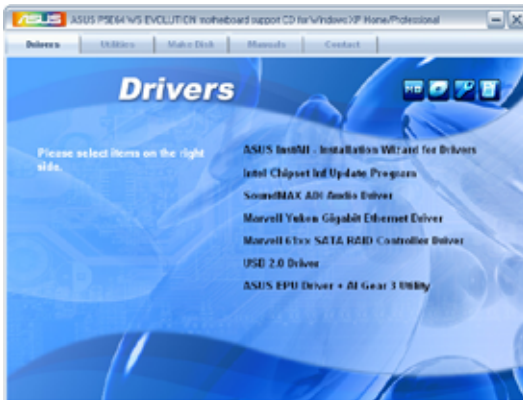 ASUS P5E64 WS EVOLUTION motherboard support CD for Windows XP Home/Professional
Drivers Utilities Make Disk Manuals Contact
Drivers
Please select items on the right
side.
ASUS InstAll - Installation Wizard for Drivers
Intel Chipset Inf Update Program
SoundMAX ADI Audio Driver
Marvell Yukon Gigabit Ethernet Driver
Marvell 61xx SATA RAID Controller Driver
USB 2.0 Driver
ASUS EPU Driver + AI Gear 3 Utility